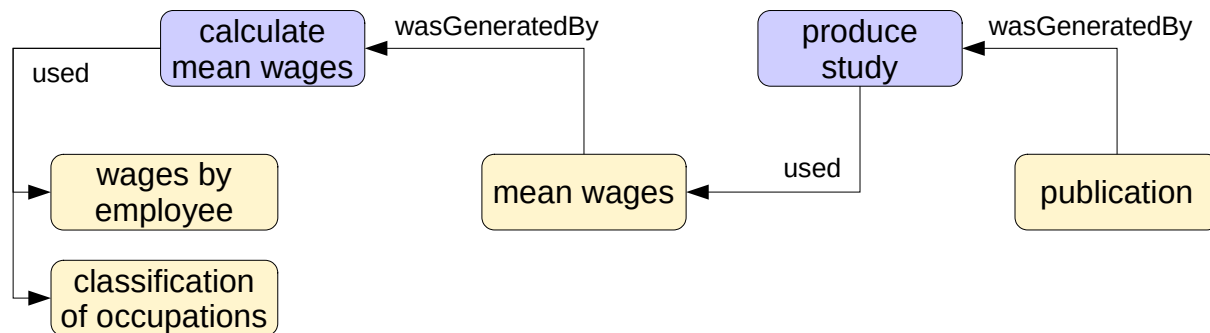 calculate
mean wages
wasGeneratedBy
produce
study
wasGeneratedBy
used
wages by
employee
mean wages
used
publication
classification
of occupations